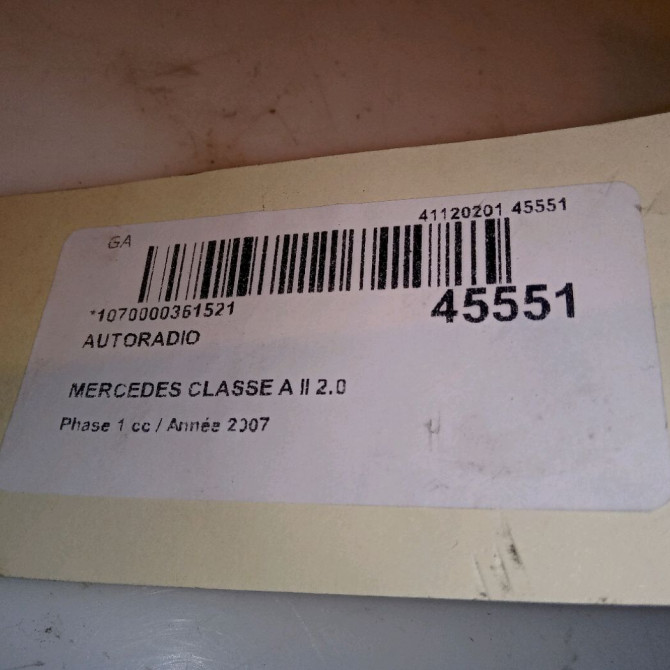 GA
41120201 45551
*1070000361521
45551
AUTORADIO
MERCEDES CLASSE A II 2.0
Phase 1 cc / Année 2007